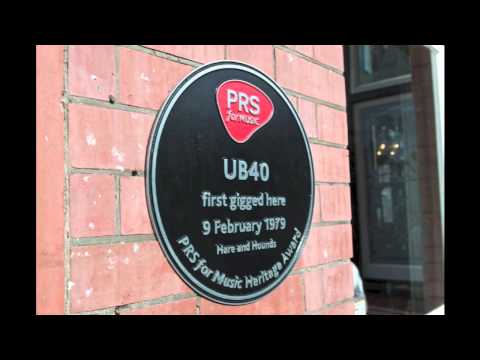 PRS
for MUSIC
UB40
first gigged here
9 February 1979
Hare and Hounds
PRS for Music Heritage Award